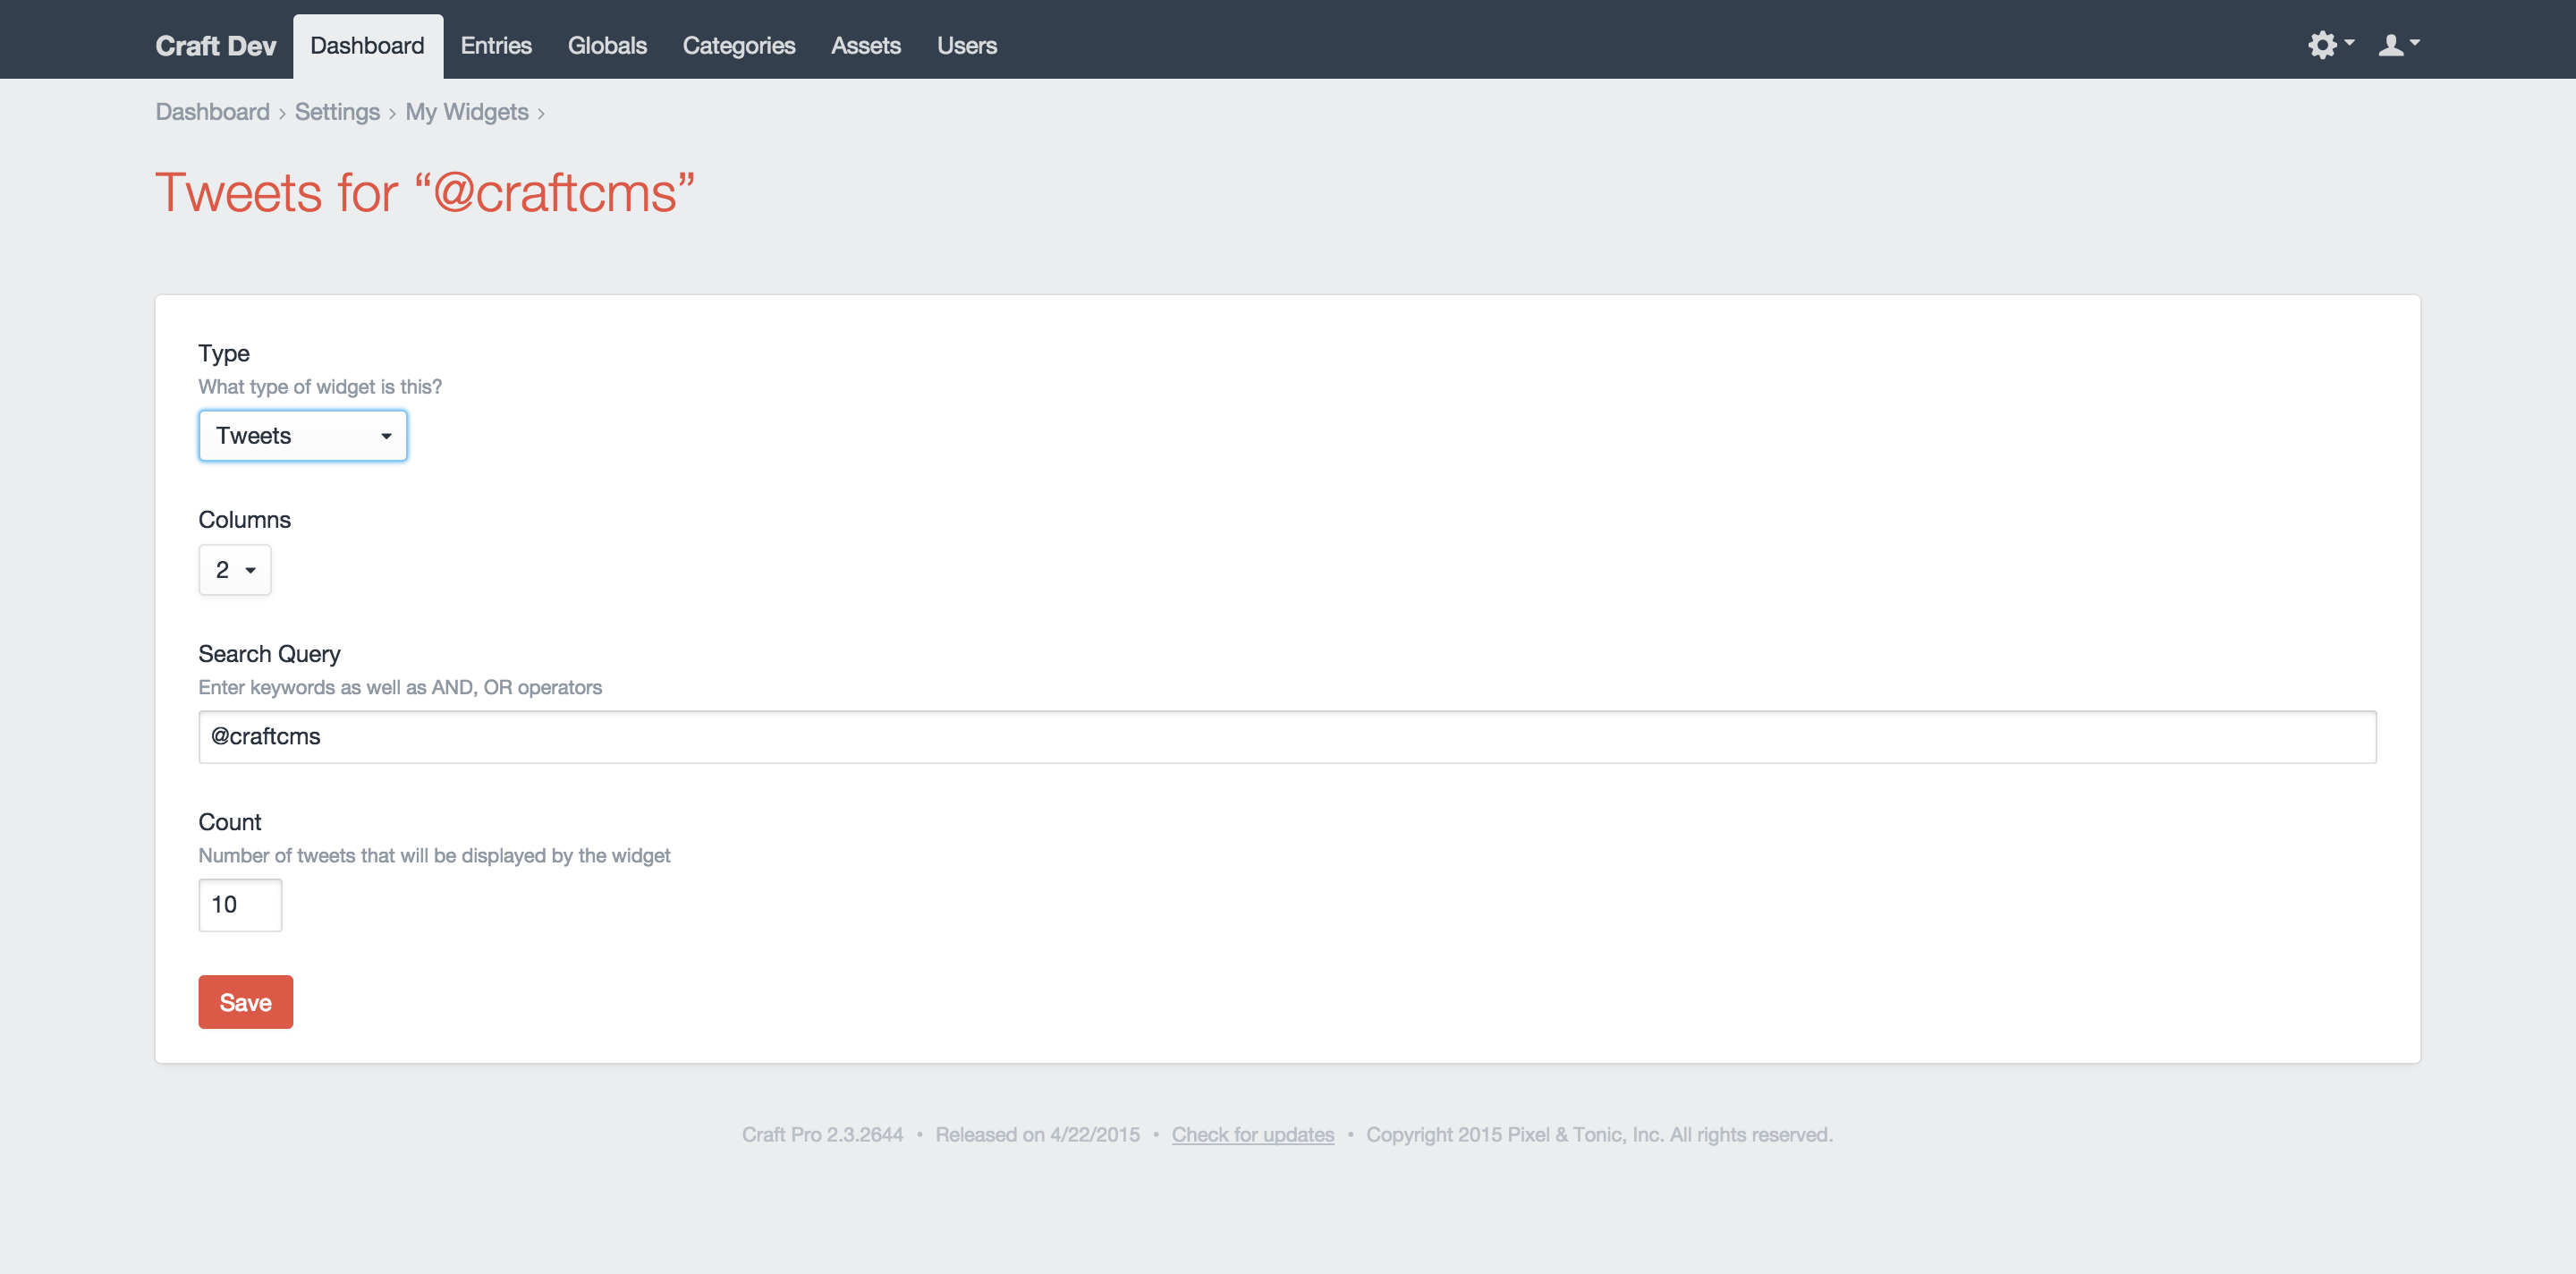 Craft Dev Dashboard Entries Globals Categories Assets Users
Dashboard › Settings › My Widgets ›
Tweets for “@craftcms”
Type
What type of widget is this?
Tweets
Columns
2
Search Query
Enter keywords as well as AND, OR operators
@craftcms
Count
Number of tweets that will be displayed by the widget
10
Save
Craft Pro 2.3.2644 • Released on 4/22/2015 • Check for updates • Copyright 2015 Pixel & Tonic, Inc. All rights reserved.